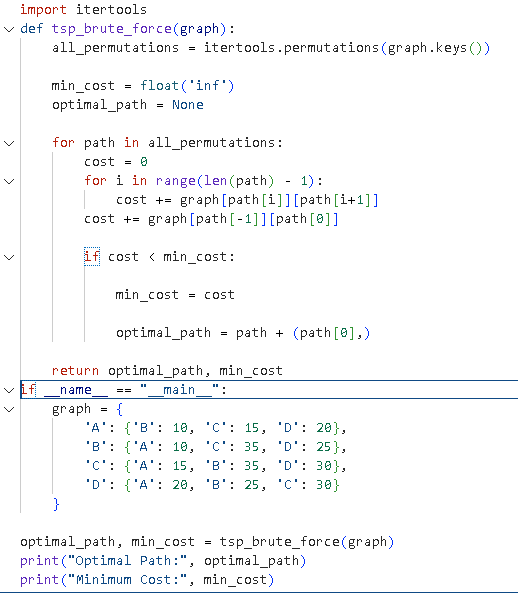 import itertools
def tsp_brute_force(graph):
    all_permutations = itertools.permutations(graph.keys())

    min_cost = float('inf')
    optimal_path = None

    for path in all_permutations:
        cost = 0
        for i in range(len(path) - 1):
            cost += graph[path[i]][path[i+1]]
        cost += graph[path[-1]][path[0]]

        if cost < min_cost:

            min_cost = cost

            optimal_path = path + (path[0],)

    return optimal_path, min_cost
if __name__ == "__main__":
    graph = {
        'A': {'B': 10, 'C': 15, 'D': 20},
        'B': {'A': 10, 'C': 35, 'D': 25},
        'C': {'A': 15, 'B': 35, 'D': 30},
        'D': {'A': 20, 'B': 25, 'C': 30}
    }

optimal_path, min_cost = tsp_brute_force(graph)
print("Optimal Path:", optimal_path)
print("Minimum Cost:", min_cost)